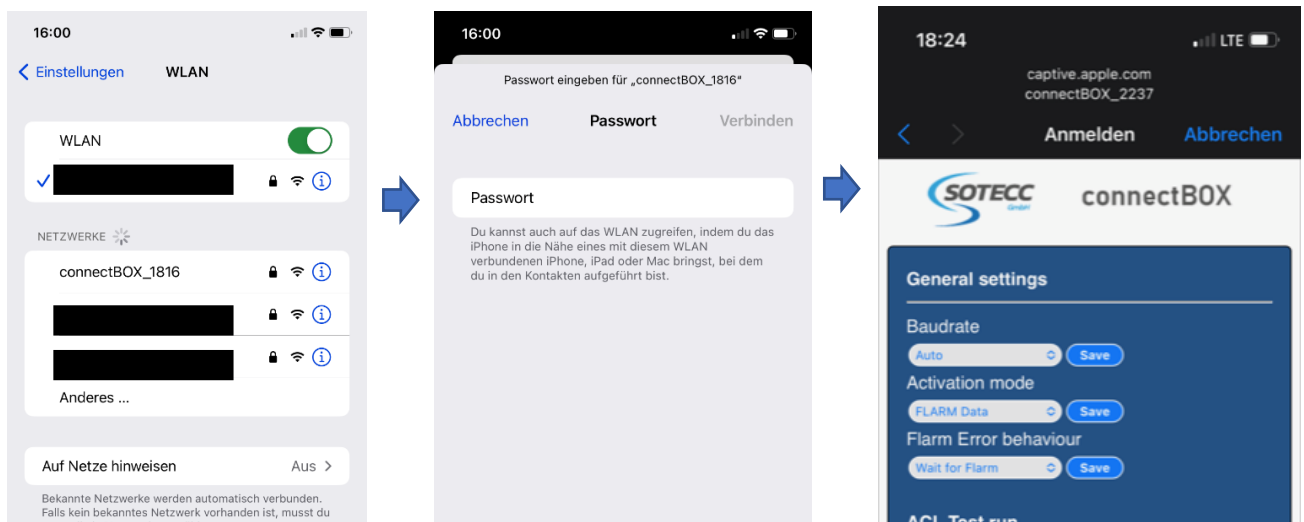 16:00
Einstellungen
WLAN
WLAN
NETZWERKE
connectBOX_1816
Anderes ...
Auf Netze hinweisen
Aus
Bekannte Netzwerke werden automatisch verbunden.
Falls kein bekanntes Netzwerk vorhanden ist, musst du
16:00
Passwort eingeben für „connectBOX_1816“
Abbrechen
Passwort
Verbinden
Passwort
Du kannst auch auf das WLAN zugreifen, indem du das
iPhone in die Nähe eines mit diesem WLAN
verbundenen iPhone, iPad oder Mac bringst, bei dem
du in den Kontakten aufgeführt bist.
18:24
LTE
captive.apple.com
connectBOX_2237
Anmelden
Abbrechen
SOTECC
GmbH
connectBOX
General settings
Baudrate
Auto
Save
Activation mode
FLARM Data
Save
Flarm Error behaviour
Wait for Flarm
Save
ACL Test run